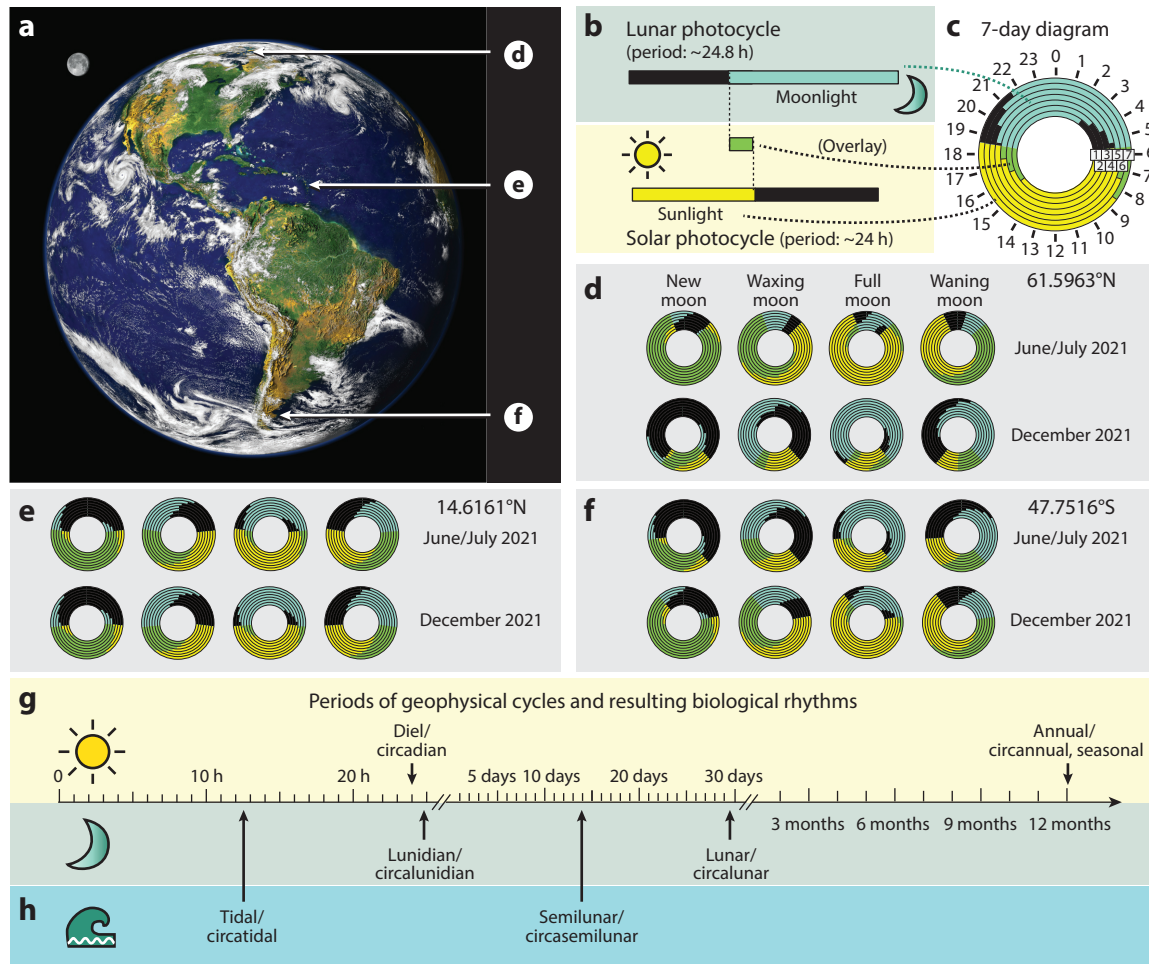 a
d
e
f
b
Lunar photocycle
(period: ~24.8 h)
Moonlight
(Overlay)
Sunlight
Solar photocycle (period: ~24 h)
c
7-day diagram
0
1
2
3
4
5
6
7
8
9
10
11
12
13
14
15
16
17
18
19
20
21
22
23
1 3 5 7
2 4 6
d
New moon
Waxing moon
Full moon
Waning moon
61.5963°N
June/July 2021
December 2021
e
14.6161°N
June/July 2021
December 2021
f
47.7516°S
June/July 2021
December 2021
g
Periods of geophysical cycles and resulting biological rhythms
Diel/
circadian
Annual/
circannual, seasonal
0
10 h
20 h
5 days
10 days
20 days
30 days
3 months
6 months
9 months
12 months
Lunidian/
circalunidian
Lunar/
circalunar
h
Tidal/
circatidal
Semilunar/
circasemilunar